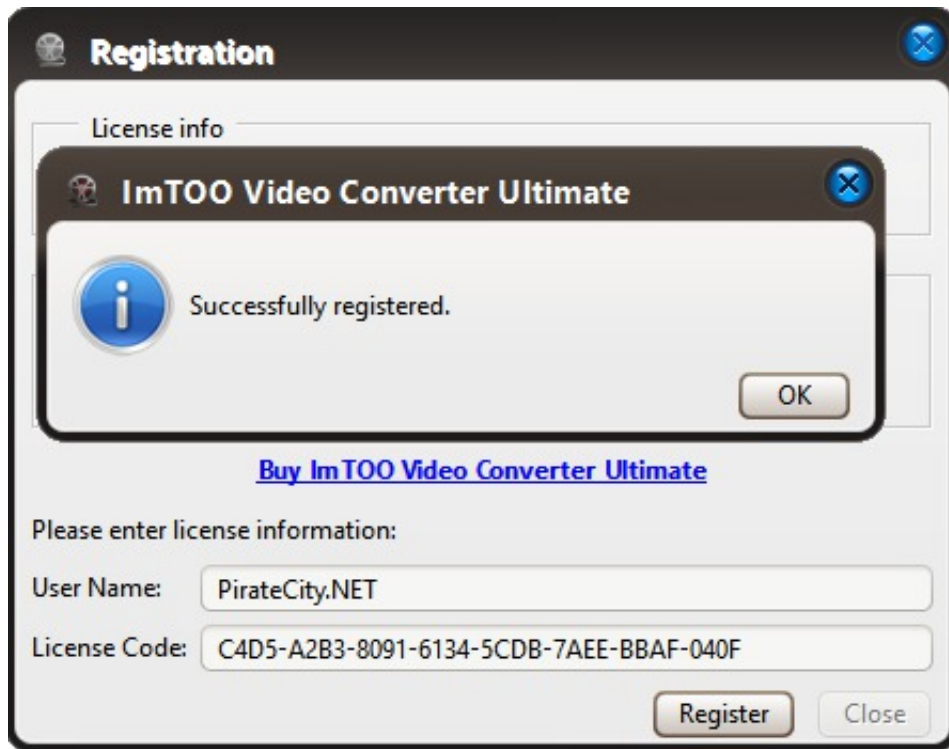 Registration
License info
ImTOO Video Converter Ultimate
Successfully registered.
OK
Buy ImTOO Video Converter Ultimate
Please enter license information:
User Name: PirateCity.NET
License Code: C4D5-A2B3-8091-6134-5CDB-7AEE-BBAF-040F
Register Close